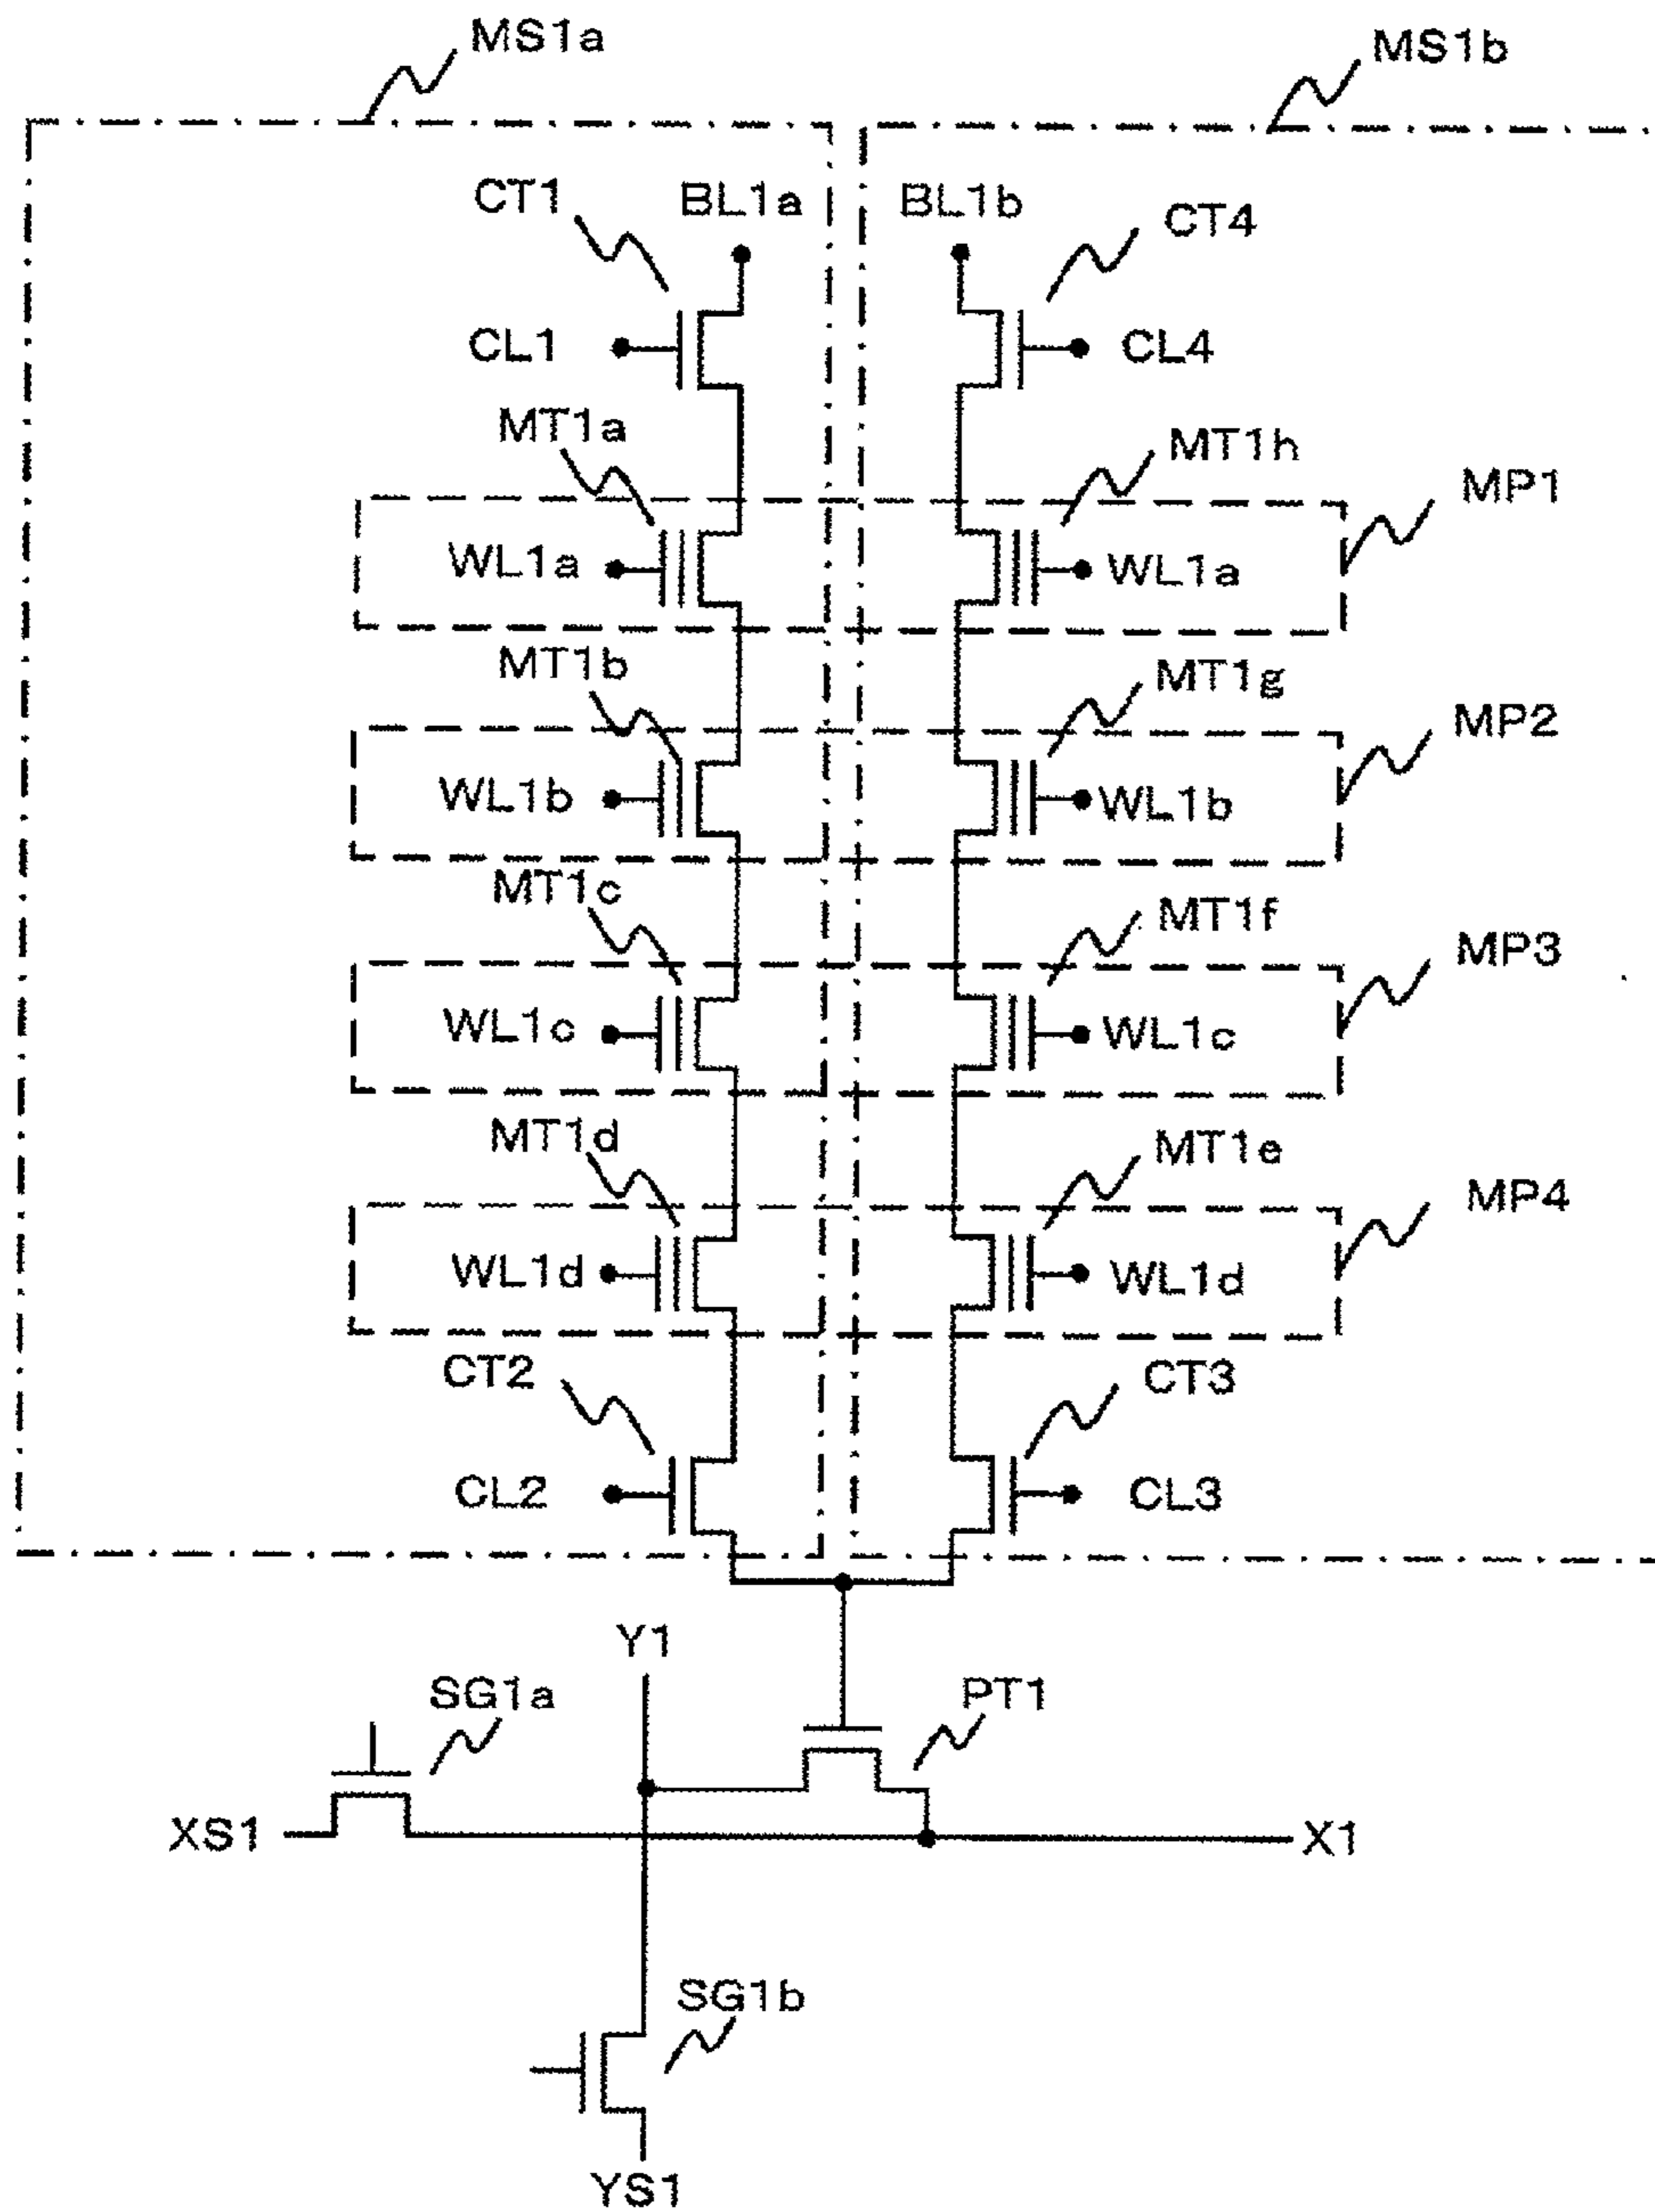 MS1a
MS1b
CT1
BL1a
BL1b
CT4
CL1
CL4
MT1a
MT1h
MP1
WL1a
WL1a
MT1b
MT1g
MP2
WL1b
WL1b
MT1c
MT1f
MP3
WL1c
WL1c
MT1d
MT1e
MP4
WL1d
WL1d
CT2
CT3
CL2
CL3
Y1
SG1a
PT1
XS1
X1
SG1b
YS1